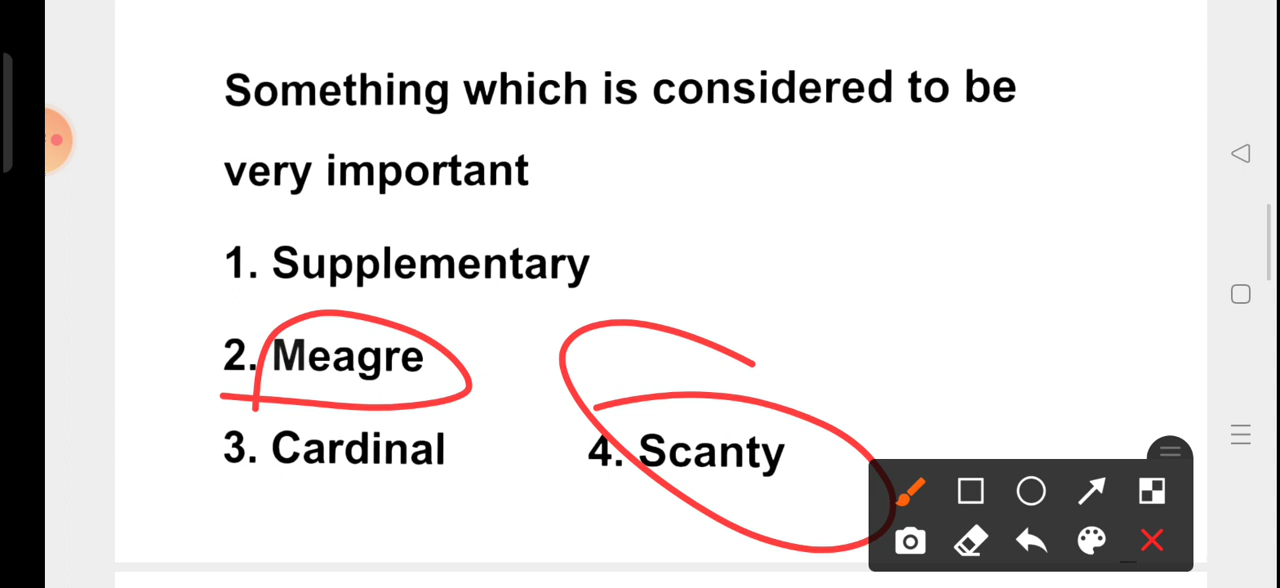 Something which is considered to be
very important
1. Supplementary
2. Meagre
3. Cardinal 4. Scanty